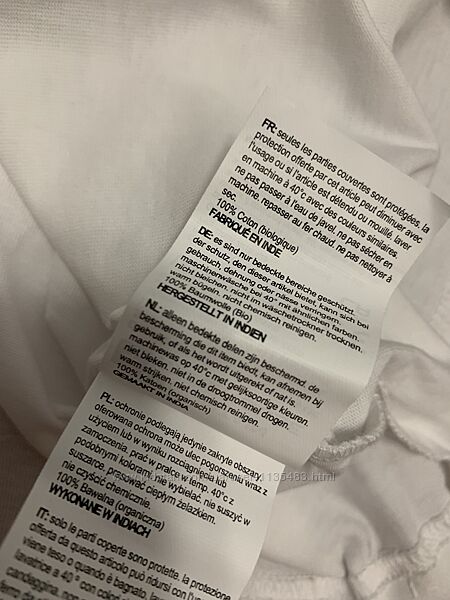 FR: seules les parties couvertes sont protégées, la
protection offerte par cet article peut diminuer avec
l'usage ou si l'article est détendu ou mouillé. laver
en machine à 40°c avec des couleurs similaires.
ne pas passer à l'eau de javel. ne pas sécher en
machine. repasser au fer chaud. ne pas nettoyer à
sec.
100% Coton (biologique)
FABRIQUÉ EN INDE
DE: es sind nur bedeckte bereiche geschützt.
der schutz, den dieser artikel bietet, kann sich bei
gebrauch, dehnung oder nässe verringern.
maschinenwäsche bei 40° mit ähnlichen farben.
nicht bleichen. nicht im wäschetrockner trocknen.
warm bügeln. nicht chemisch reinigen.
100% Baumwolle (Bio)
HERGESTELLT IN INDIEN
NL: alleen bedekte delen zijn beschermd. de
bescherming die dit item biedt, kan afnemen bij
gebruik, of als het wordt uitgerekt of nat is
machinewas op 40°c met gelijksoortige kleuren.
niet bleken. niet in de droogtrommel drogen.
warm strijken, niet chemisch reinigen.
100% Katoen (organisch)
GEMAAKT IN INDIA
PL: ochronie podlegają jedynie zakryte obszary.
oferowana ochrona może ulec pogorszeniu wraz z
użyciem lub w wyniku rozciągnięcia lub
zamoczenia. prać w pralce w temp. 40°c z
podobnymi kolorami. nie wybielać. nie suszyć w
suszarce. prasować ciepłym żelazkiem.
nie czyścić chemicznie.
100% Bawełna (organiczna)
WYKONANE W INDIACH
IT: solo le parti coperte sono protette. la protezione
offerta da questo articolo può ridursi con l'
viene teso o quando è bagnato. la
lavatrice a 40 ° con colori
candeggina. non
ferro da